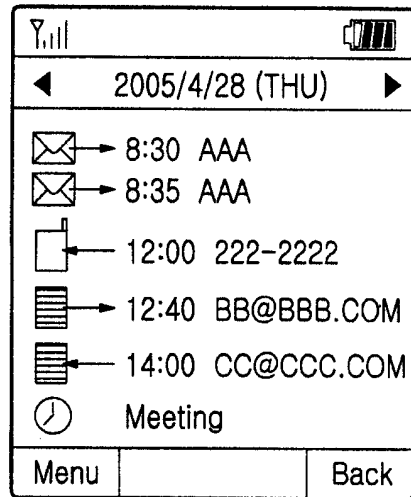 2005/4/28 (THU)
8:30 AAA
8:35 AAA
12:00 222-2222
12:40 BB@BBB.COM
14:00 CC@CCC.COM
Meeting
Menu Back